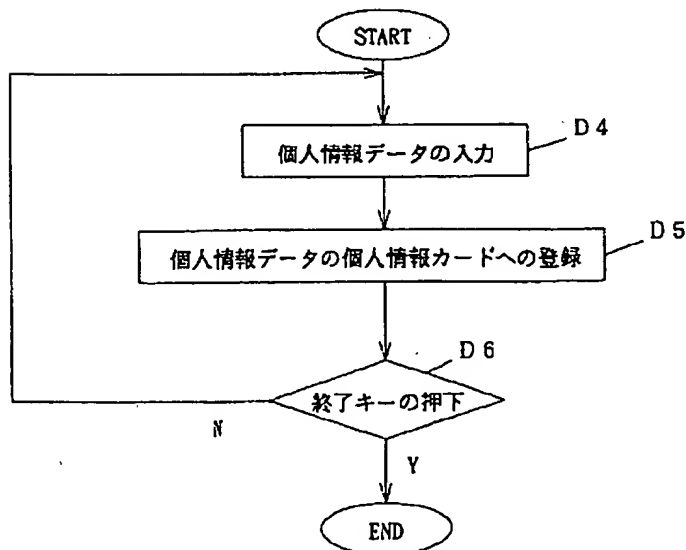 START
D4
個人情報データの入力
D5
個人情報データの個人情報カードへの登録
D6
終了キーの押下
N
Y
END